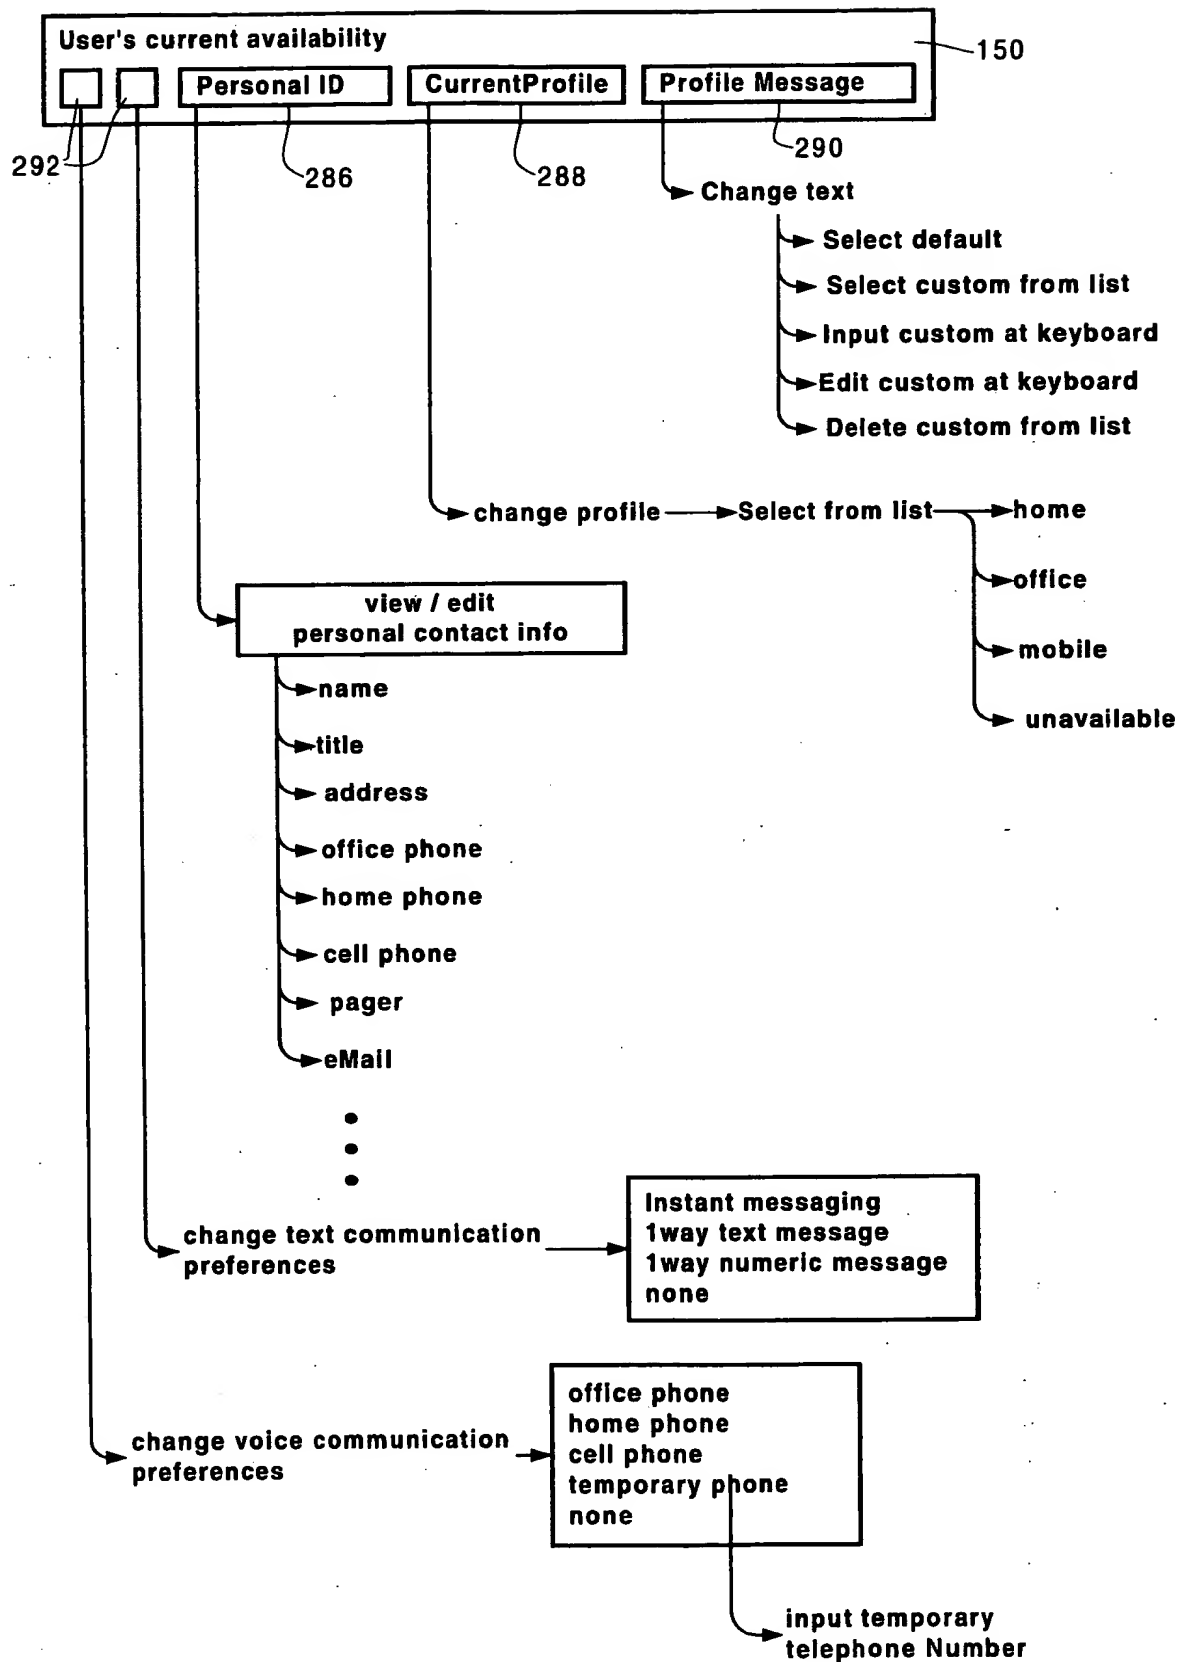 User's current availability
150
Personal ID
CurrentProfile
Profile Message
292
286
288
290
Change text
Select default
Select custom from list
Input custom at keyboard
Edit custom at keyboard
Delete custom from list
change profile
Select from list
home
office
mobile
unavailable
view / edit
personal contact info
name
title
address
office phone
home phone
cell phone
pager
eMail
change text communication
preferences
Instant messaging
1way text message
1way numeric message
none
change voice communication
preferences
office phone
home phone
cell phone
temporary phone
none
input temporary
telephone Number